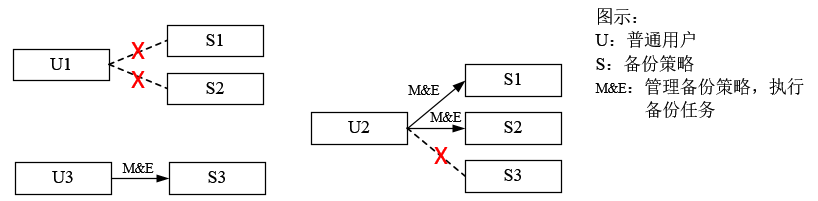 U1
X
X
S1
S2
U3
M&E
S3
U2
M&E
M&E
X
S1
S2
S3
图示：
U：普通用户
S：备份策略
M&E：管理备份策略，执行
备份任务